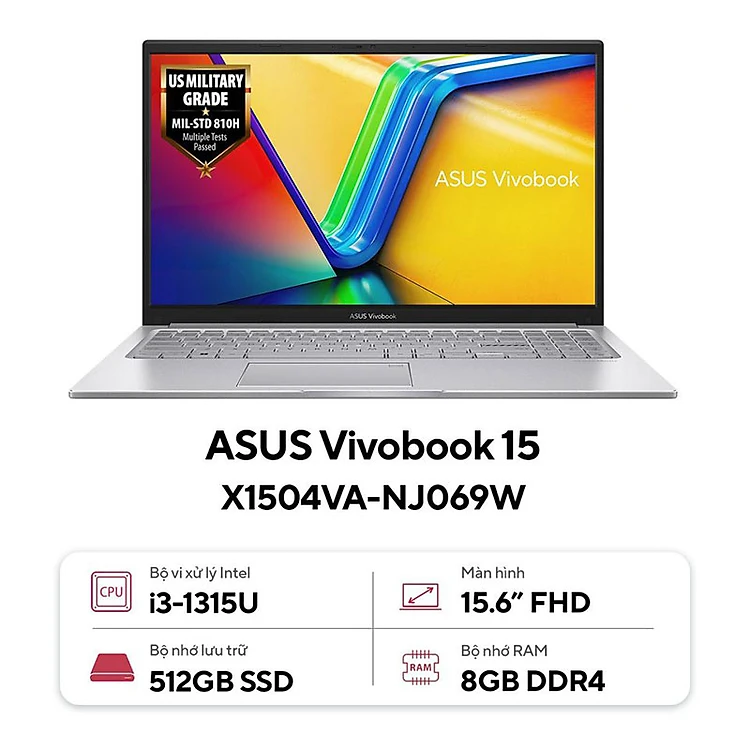 US MILITARY
GRADE
MIL-STD 810H
Multiple Tests
Passed
ASUS Vivobook
ASUS Vivobook
ASUS Vivobook 15
X1504VA-NJ069W
CPU
Bộ vi xử lý Intel
i3-1315U
Màn hình
15.6” FHD
Bộ nhớ lưu trữ
512GB SSD
RAM
Bộ nhớ RAM
8GB DDR4